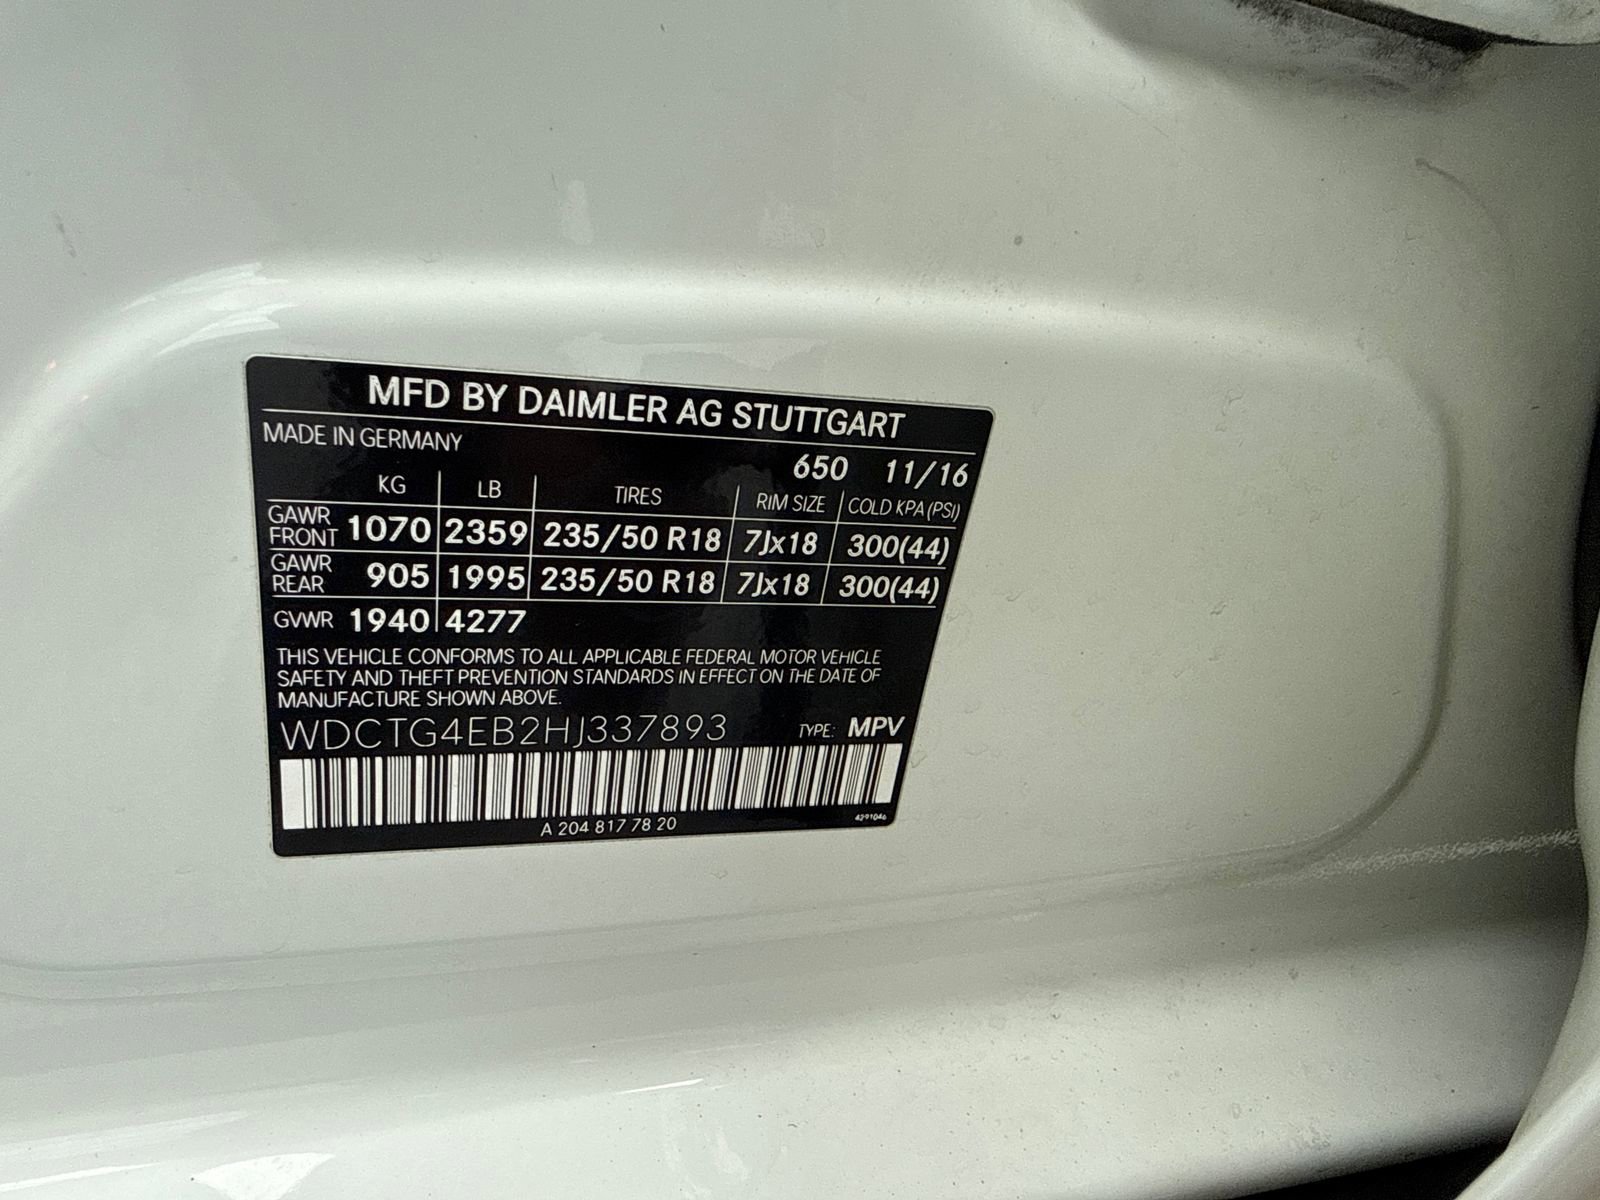 MFD BY DAIMLER AG STUTTGART
MADE IN GERMANY
650 11/16
KG LB TIRES RIM SIZE COLD KPA (PSI)
GAWR FRONT 1070 2359 235/50 R18 7Jx18 300(44)
GAWR REAR 905 1995 235/50 R18 7Jx18 300(44)
GVWR 1940 4277
THIS VEHICLE CONFORMS TO ALL APPLICABLE FEDERAL MOTOR VEHICLE
SAFETY AND THEFT PREVENTION STANDARDS IN EFFECT ON THE DATE OF
MANUFACTURE SHOWN ABOVE.
WDCTG4EB2HJ337893 TYPE: MPV
A 204 817 78 20
4291046